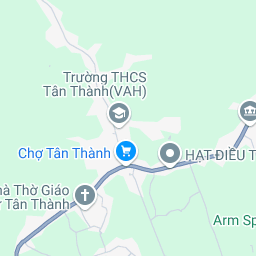 Trường THCS
Tân Thành(VAH)
Chợ Tân Thành
HẠT ĐIỀU T
hà Thờ Giáo
ứ Tân Thành
Arm Sp